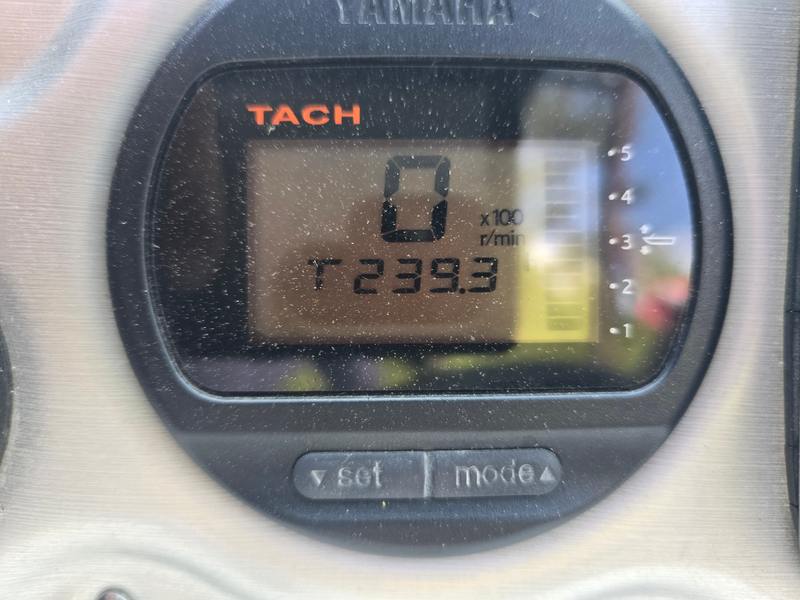 YAMAHA
TACH
0 x100 r/min
T 239.3
5
4
3
2
1
▼ set mode ▲